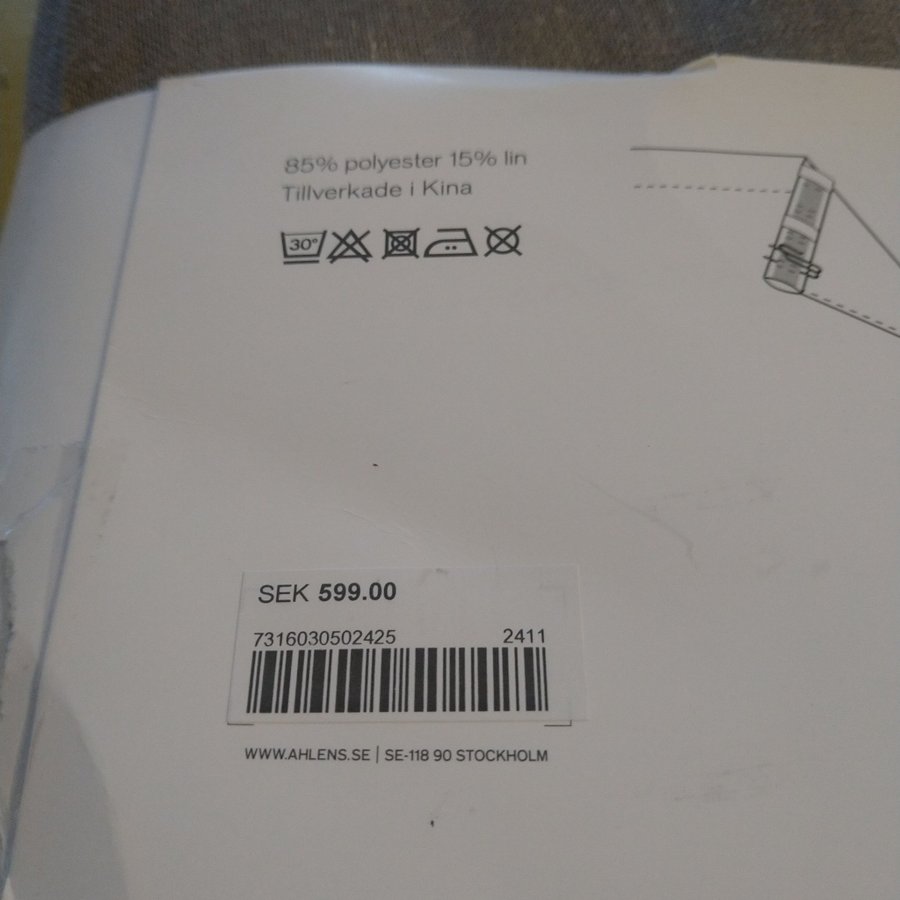 85% polyester 15% lin
Tillverkade i Kina
30°
SEK 599.00
7316030502425 2411
WWW.AHLENS.SE | SE-118 90 STOCKHOLM